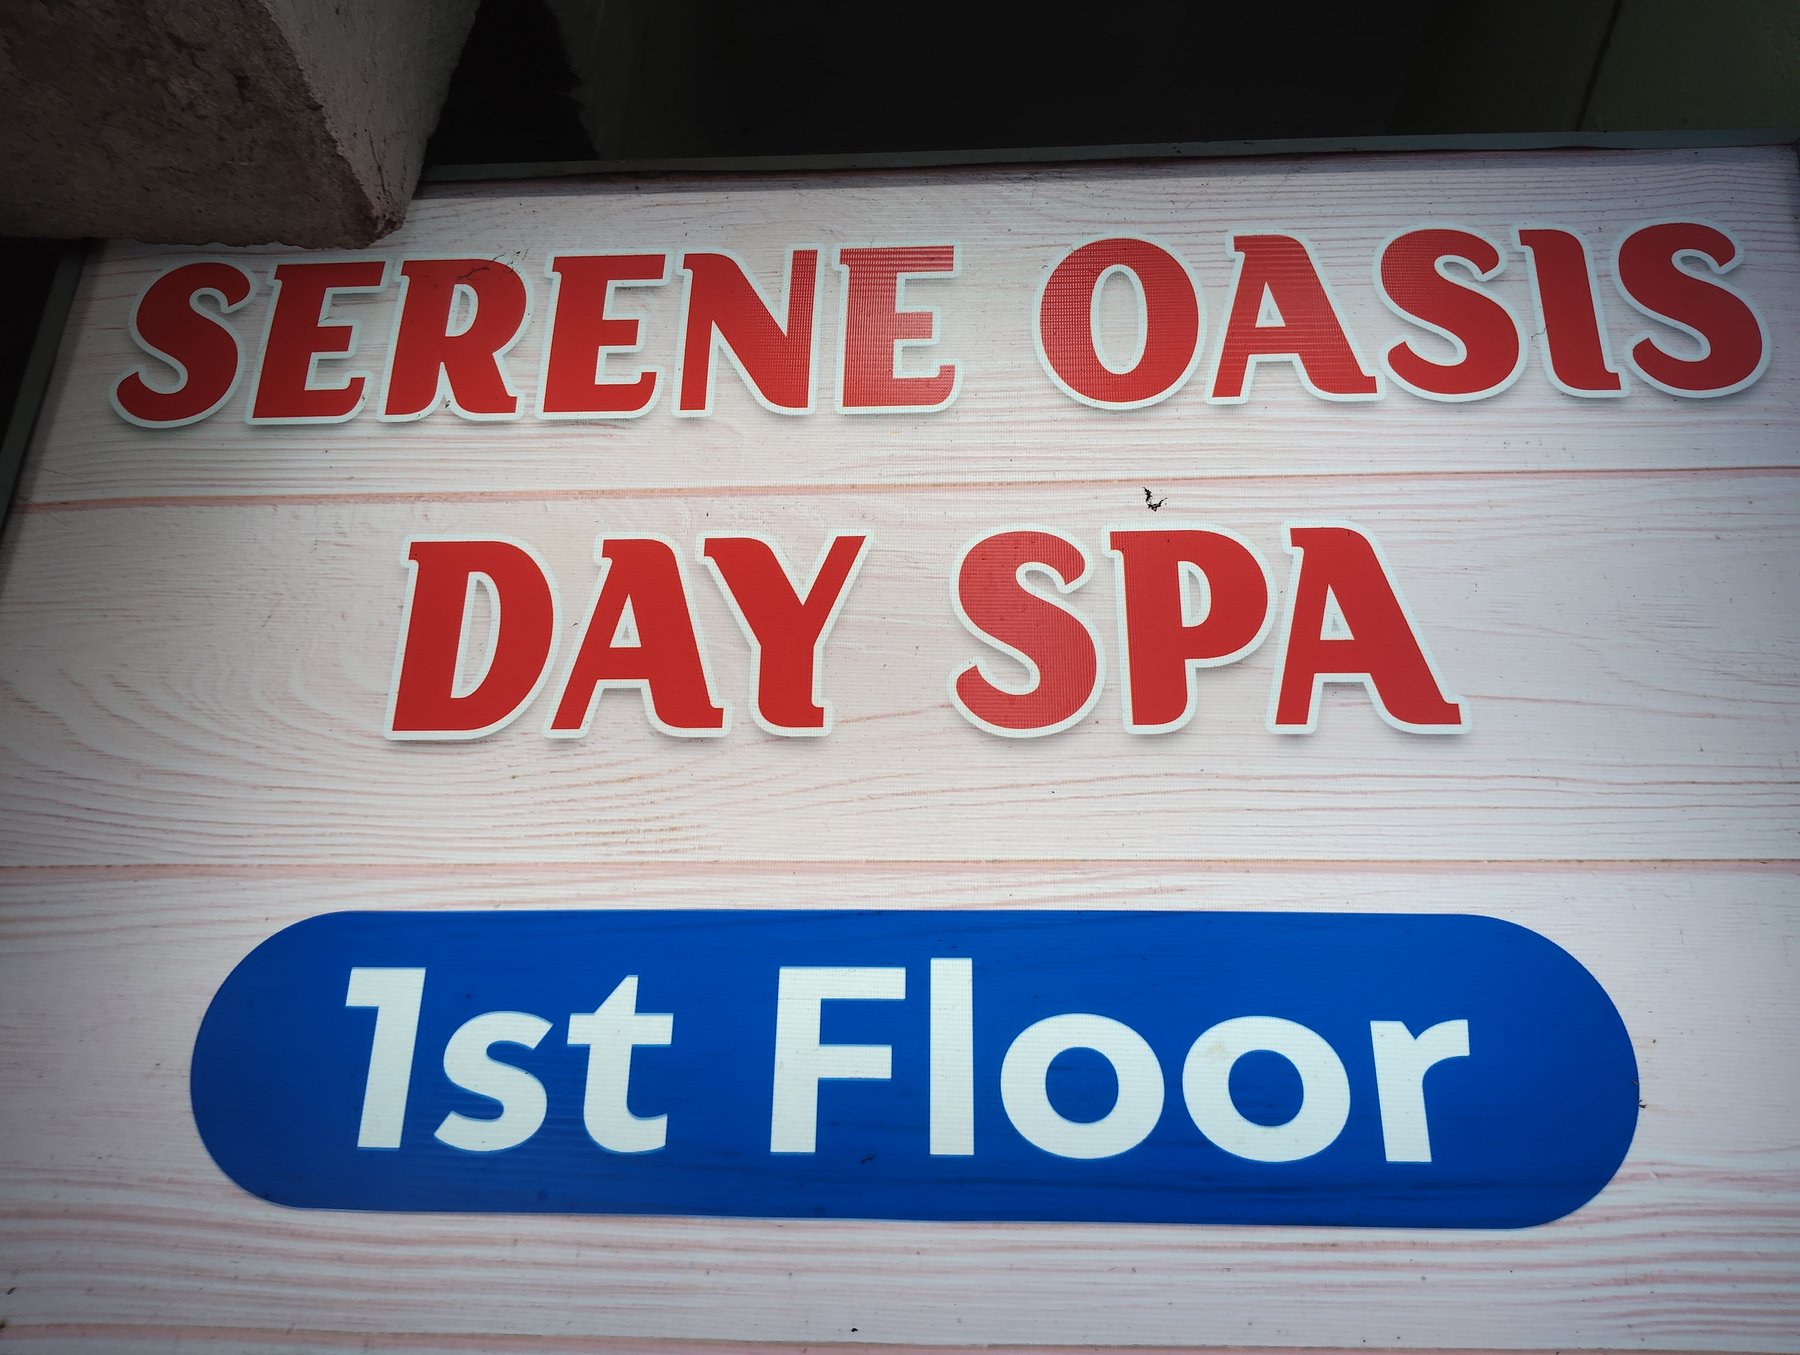 SERENE OASIS
DAY SPA
1st Floor